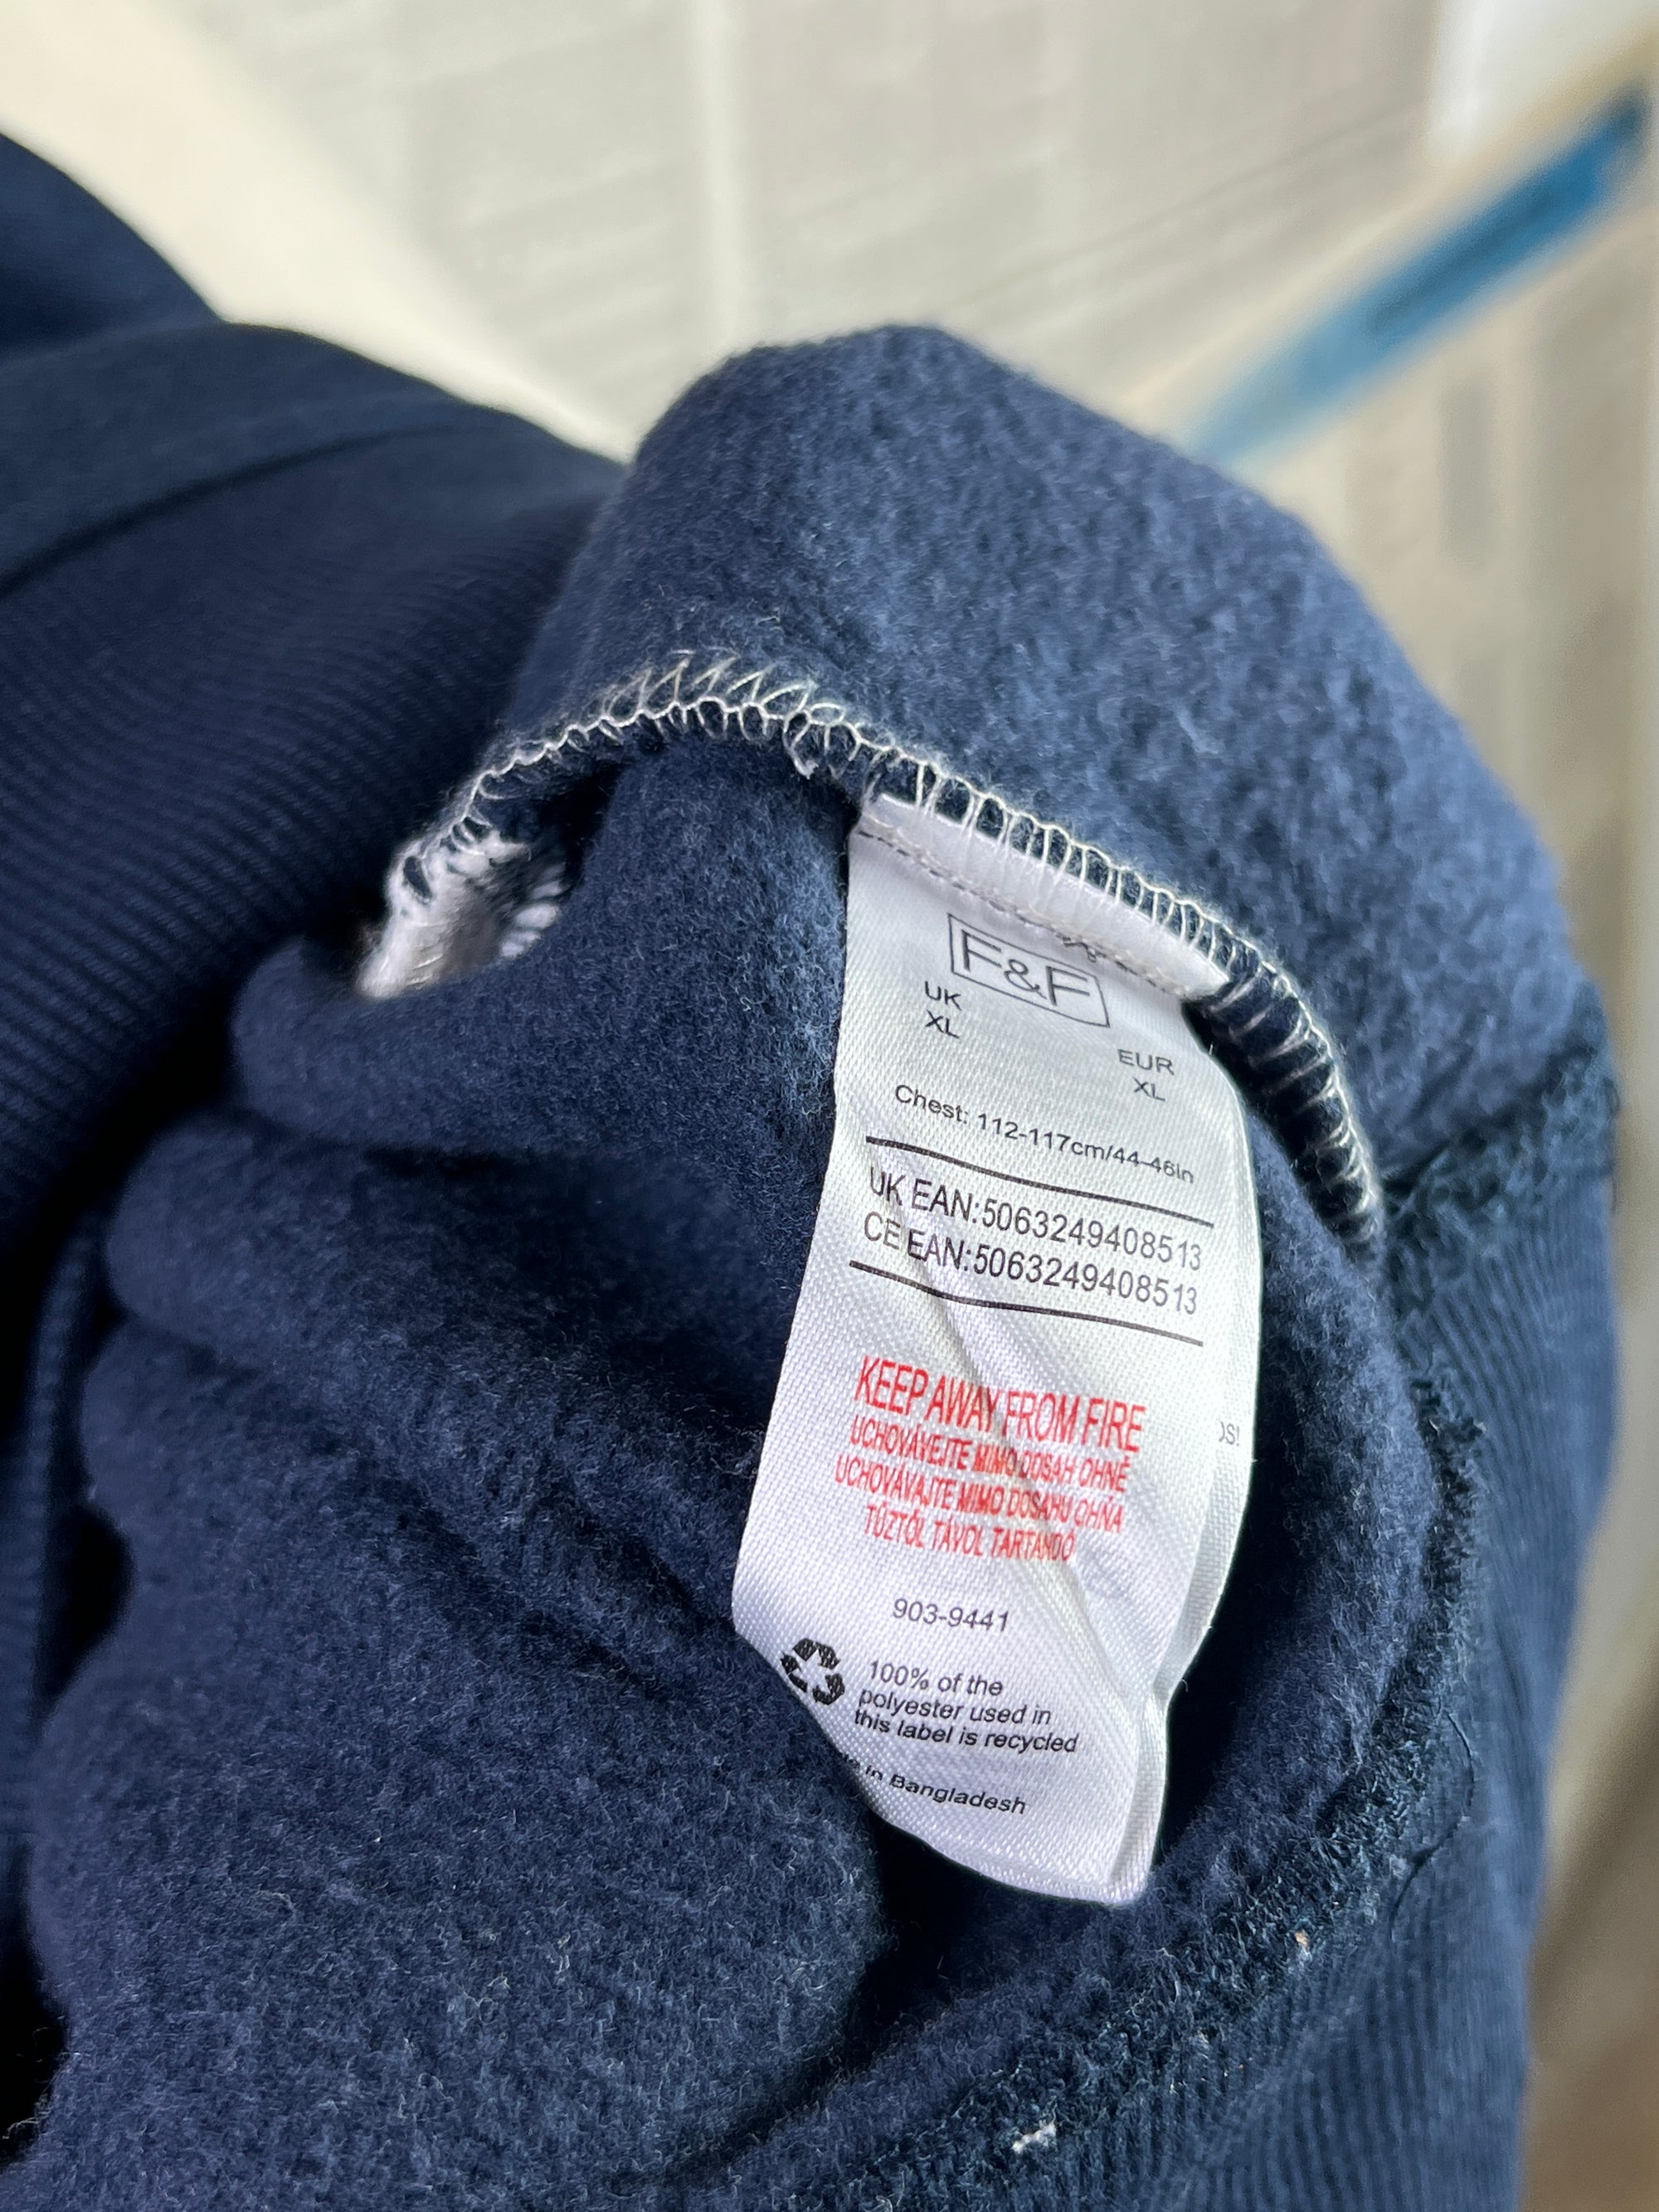 F&F
UK EUR
XL XL
Chest: 112-117cm/44-46in
UK EAN:5063249408513
CE EAN:5063249408513
KEEP AWAY FROM FIRE
UCHOVÁVEJTE MIMO DOSAH OHNĚ
UCHOVÁVAJTE MIMO DOSAHU OHŇA
TŰZTŐL TÁVOL TARTANDÓ
903-9441
100% of the
polyester used in
this label is recycled
in Bangladesh